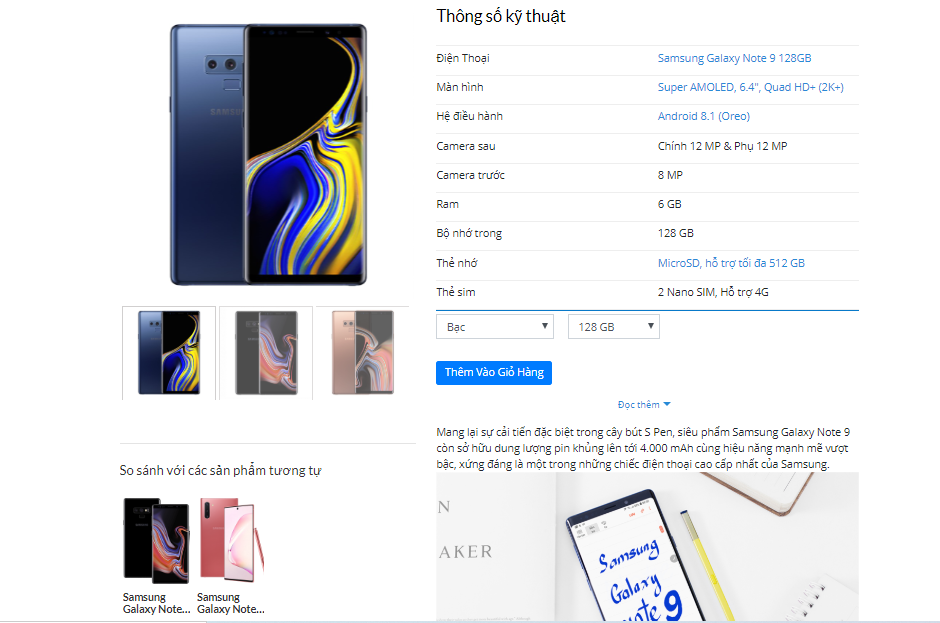 Thông số kỹ thuật
Điện Thoại Samsung Galaxy Note 9 128GB
Màn hình Super AMOLED, 6.4", Quad HD+ (2K+)
Hệ điều hành Android 8.1 (Oreo)
Camera sau Chính 12 MP & Phụ 12 MP
Camera trước 8 MP
Ram 6 GB
Bộ nhớ trong 128 GB
Thẻ nhớ MicroSD, hỗ trợ tối đa 512 GB
Thẻ sim 2 Nano SIM, Hỗ trợ 4G
Bạc 128 GB
Thêm Vào Giỏ Hàng
Đọc thêm
Mang lại sự cải tiến đặc biệt trong cây bút S Pen, siêu phẩm Samsung Galaxy Note 9
còn sở hữu dung lượng pin khủng lên tới 4.000 mAh cùng hiệu năng mạnh mẽ vượt
bậc, xứng đáng là một trong những chiếc điện thoại cao cấp nhất của Samsung.
N
AKER
Samsung
Galaxy
Note 9
So sánh với các sản phẩm tương tự
Samsung
Galaxy Note...
Samsung
Galaxy Note...